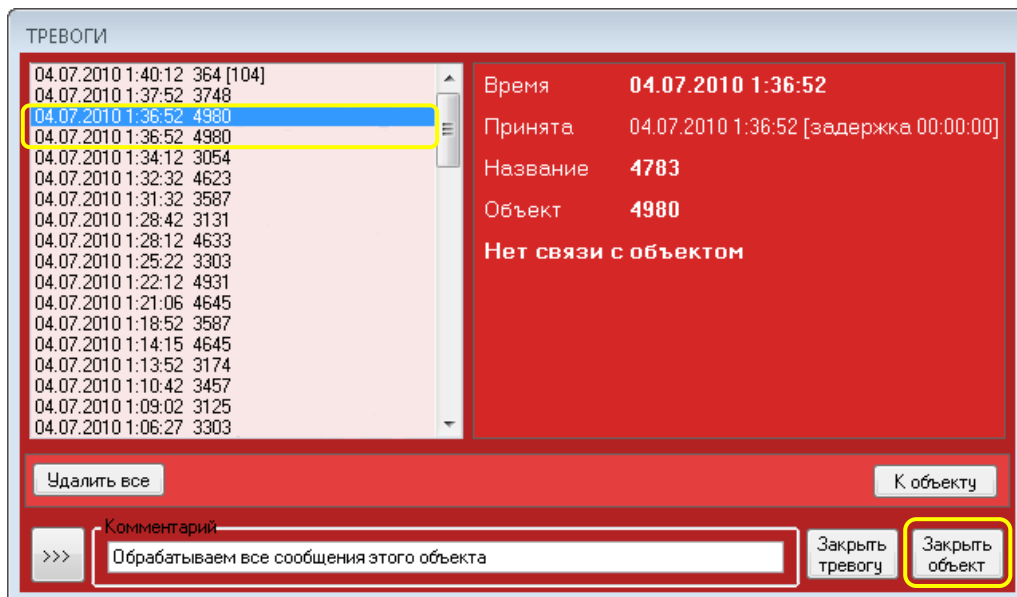 ТРЕВОГИ
04.07.2010 1:40:12 364 [104]
04.07.2010 1:37:52 3748
04.07.2010 1:36:52 4980
04.07.2010 1:36:52 4980
04.07.2010 1:34:12 3054
04.07.2010 1:32:32 4623
04.07.2010 1:31:32 3587
04.07.2010 1:28:42 3131
04.07.2010 1:28:12 4633
04.07.2010 1:25:22 3303
04.07.2010 1:22:12 4931
04.07.2010 1:21:06 4645
04.07.2010 1:18:52 3587
04.07.2010 1:14:15 4645
04.07.2010 1:13:52 3174
04.07.2010 1:10:42 3457
04.07.2010 1:09:02 3125
04.07.2010 1:06:27 3303
Время 04.07.2010 1:36:52
Принята 04.07.2010 1:36:52 [задержка 00:00:00]
Название 4783
Объект 4980
Нет связи с объектом
Удалить все
К объекту
>>>
Комментарий
Обрабатываем все сообщения этого объекта
Закрыть
тревогу
Закрыть
объект